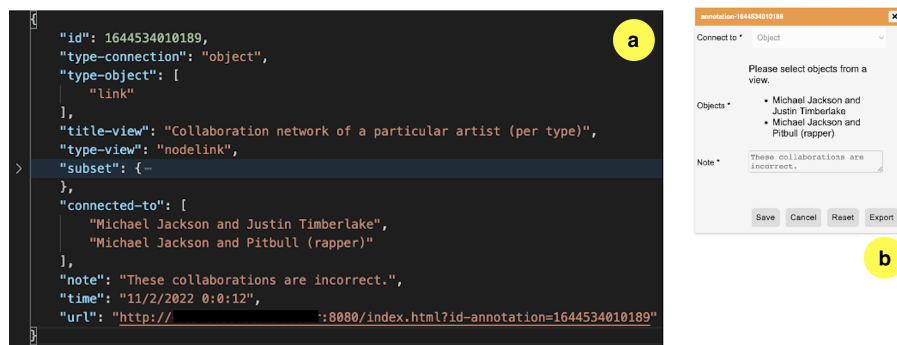 {
"id": 1644534010189,
"type-connection": "object",
"type-object": [
"link"
],
"title-view": "Collaboration network of a particular artist (per type)",
"type-view": "nodelink",
"subset": {…
},
"connected-to": [
"Michael Jackson and Justin Timberlake",
"Michael Jackson and Pitbull (rapper)"
],
"note": "These collaborations are incorrect.",
"time": "11/2/2022 0:0:12",
"url": "http:// :8080/index.html?id-annotation=1644534010189"
}
a
annotation-1644534010189 ×
Connect to * Object
Please select objects from a
view.
Objects *
• Michael Jackson and
Justin Timberlake
• Michael Jackson and
Pitbull (rapper)
Note * These collaborations are
incorrect.
Save Cancel Reset Export
b